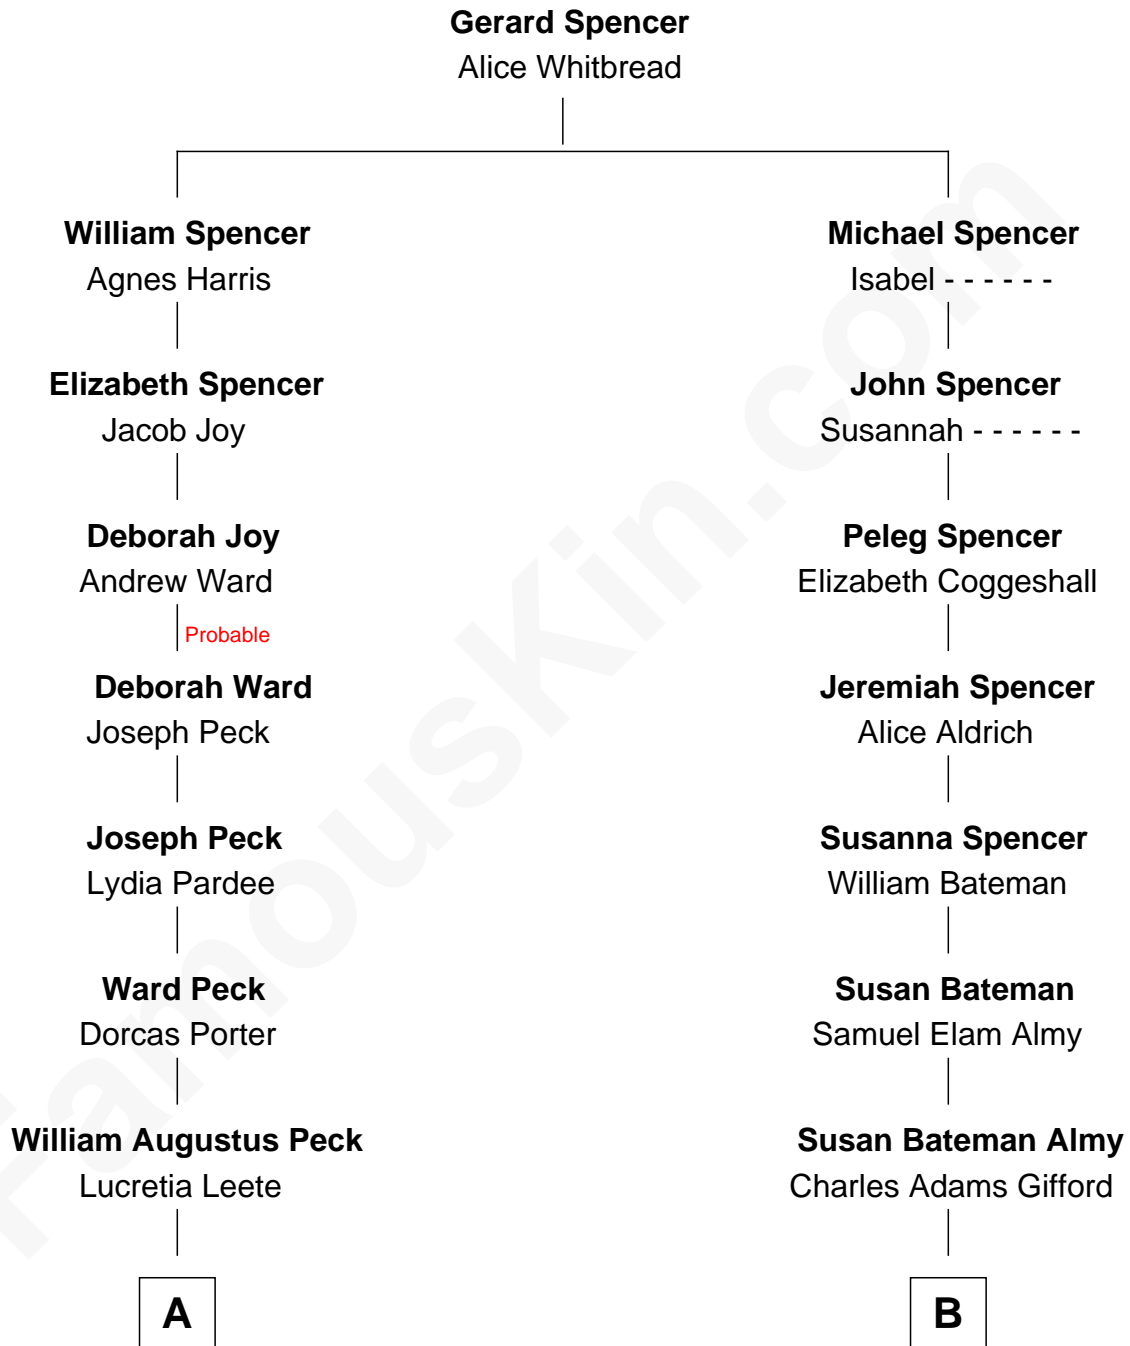 Gerard Spencer
Alice Whitbread
William Spencer
Agnes Harris
Elizabeth Spencer
Jacob Joy
Deborah Joy
Andrew Ward
Probable
Deborah Ward
Joseph Peck
Joseph Peck
Lydia Pardee
Ward Peck
Dorcas Porter
William Augustus Peck
Lucretia Leete
A
Michael Spencer
Isabel - - - - - -
John Spencer
Susannah - - - - - -
Peleg Spencer
Elizabeth Coggeshall
Jeremiah Spencer
Alice Aldrich
Susanna Spencer
William Bateman
Susan Bateman
Samuel Elam Almy
Susan Bateman Almy
Charles Adams Gifford
B
FamousKin.com